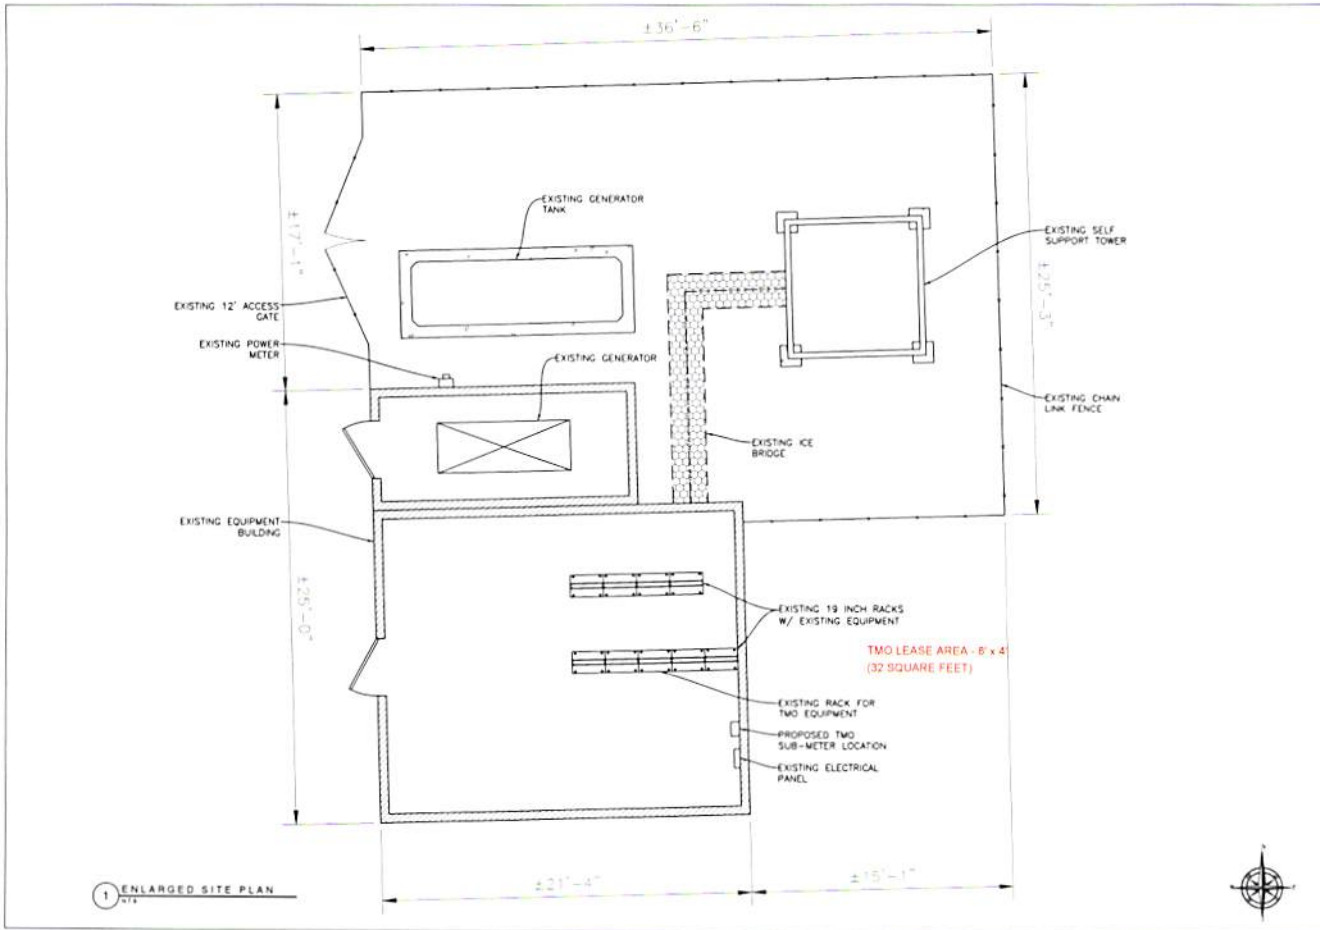 ±36'-6"
EXISTING GENERATOR
TANK
EXISTING SELF
SUPPORT TOWER
±17'-1"
±25'-3"
EXISTING 12' ACCESS
GATE
EXISTING POWER
METER
EXISTING GENERATOR
EXISTING CHAIN
LINK FENCE
EXISTING ICE
BRIDGE
EXISTING EQUIPMENT
BUILDING
±25'-0"
EXISTING 19 INCH RACKS
W/ EXISTING EQUIPMENT
TMO LEASE AREA - 8' x 4'
(32 SQUARE FEET)
EXISTING RACK FOR
TMO EQUIPMENT
PROPOSED TMO
SUB-METER LOCATION
EXISTING ELECTRICAL
PANEL
±21'-4"
±15'-1"
1 ENLARGED SITE PLAN